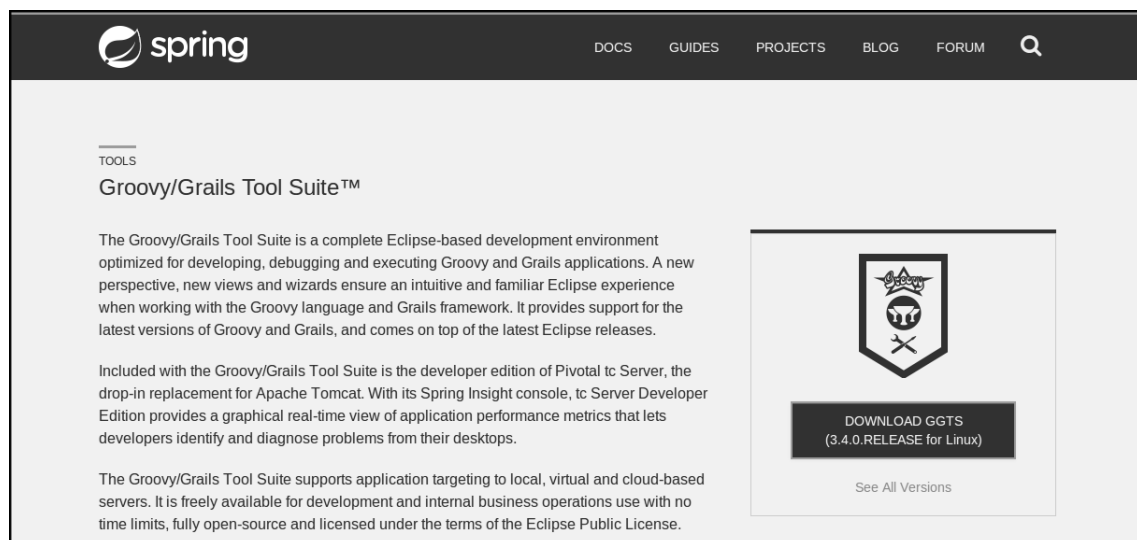 spring
DOCS GUIDES PROJECTS BLOG FORUM
TOOLS
Groovy/Grails Tool Suite™
The Groovy/Grails Tool Suite is a complete Eclipse-based development environment
optimized for developing, debugging and executing Groovy and Grails applications. A new
perspective, new views and wizards ensure an intuitive and familiar Eclipse experience
when working with the Groovy language and Grails framework. It provides support for the
latest versions of Groovy and Grails, and comes on top of the latest Eclipse releases.
Included with the Groovy/Grails Tool Suite is the developer edition of Pivotal tc Server, the
drop-in replacement for Apache Tomcat. With its Spring Insight console, tc Server Developer
Edition provides a graphical real-time view of application performance metrics that lets
developers identify and diagnose problems from their desktops.
The Groovy/Grails Tool Suite supports application targeting to local, virtual and cloud-based
servers. It is freely available for development and internal business operations use with no
time limits, fully open-source and licensed under the terms of the Eclipse Public License.
Groovy
DOWNLOAD GGTS
(3.4.0.RELEASE for Linux)
See All Versions